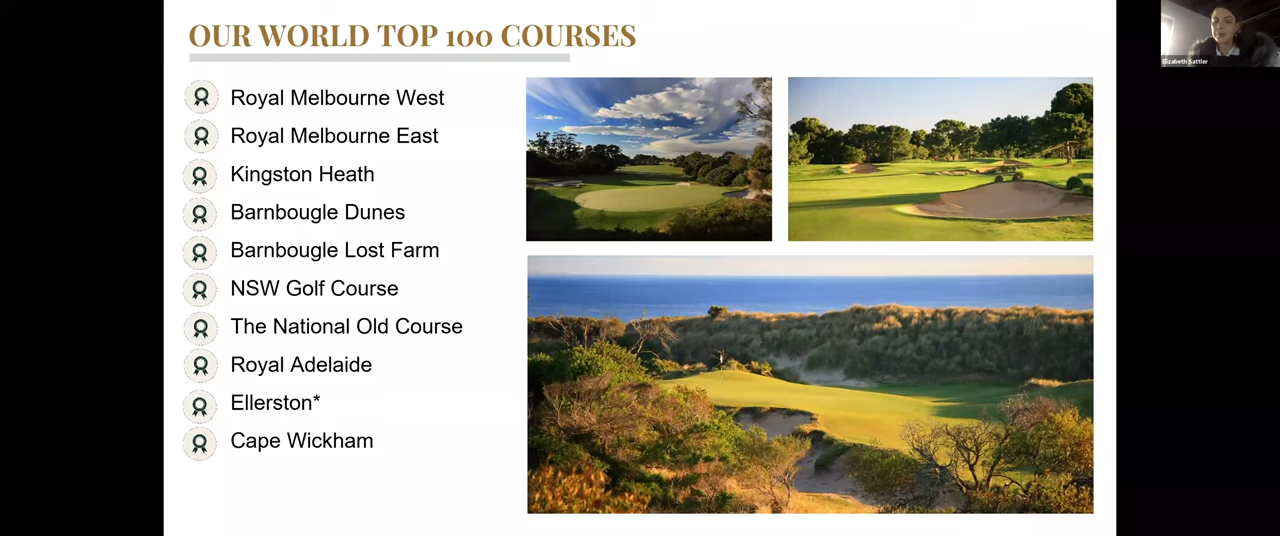 OUR WORLD TOP 100 COURSES
Royal Melbourne West
Royal Melbourne East
Kingston Heath
Barnbougle Dunes
Barnbougle Lost Farm
NSW Golf Course
The National Old Course
Royal Adelaide
Ellerston*
Cape Wickham
Elizabeth Sattler